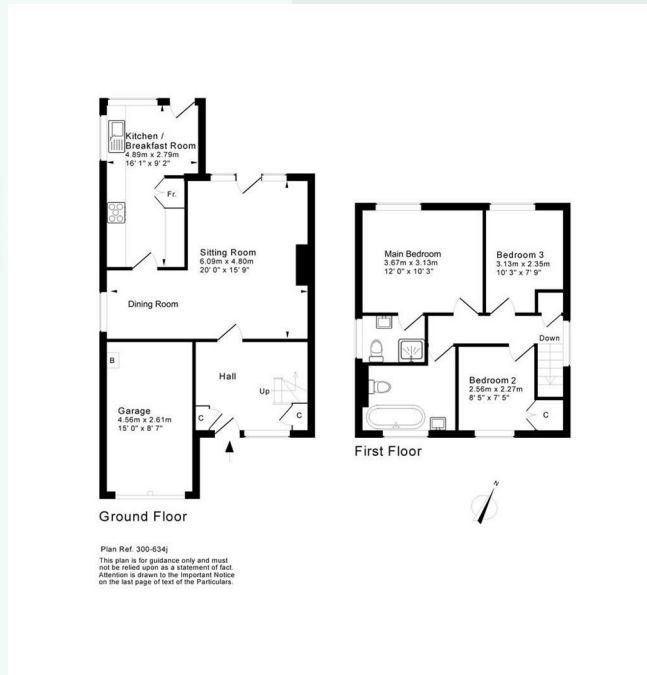 Kitchen /
Breakfast Room
4.89m x 2.79m
16' 1" x 9' 2"
Fr.
Sitting Room
6.09m x 4.80m
20' 0" x 15' 9"
Dining Room
B
Hall
Up
Garage
4.56m x 2.61m
15' 0" x 8' 7"
C
C
Ground Floor
Main Bedroom
3.67m x 3.13m
12' 0" x 10' 3"
Bedroom 3
3.13m x 2.35m
10' 3" x 7' 9"
Down
Bedroom 2
2.56m x 2.27m
8' 5" x 7' 5"
C
First Floor
N
Plan Ref. 300-634j
This plan is for guidance only and must
not be relied upon as a statement of fact.
Attention is drawn to the Important Notice
on the last page of text of the Particulars.